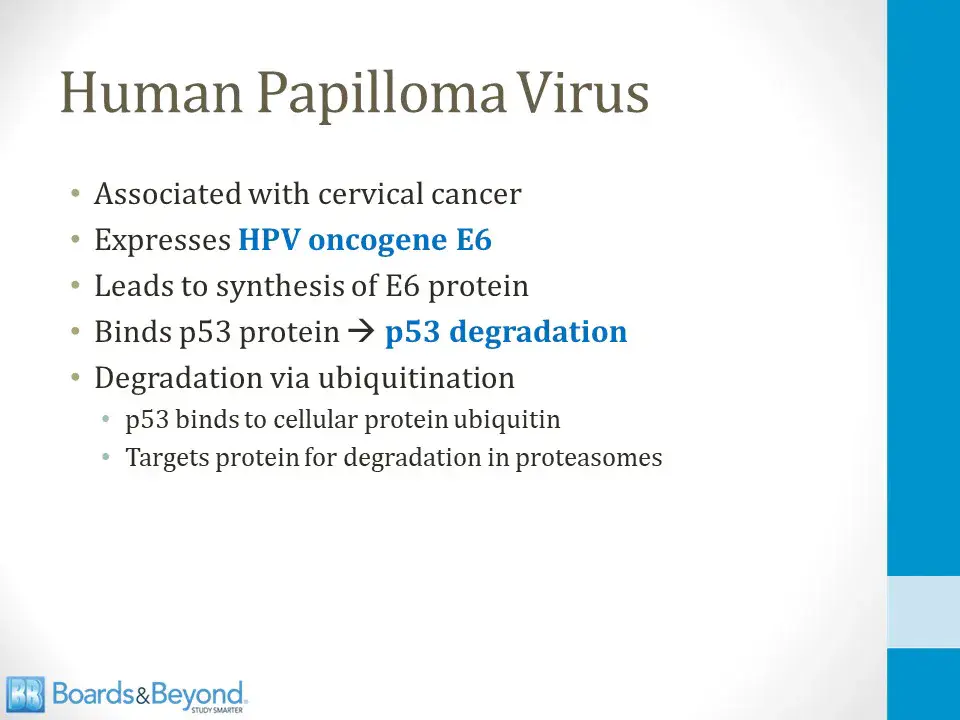 Human Papilloma Virus
• Associated with cervical cancer
• Expresses HPV oncogene E6
• Leads to synthesis of E6 protein
• Binds p53 protein → p53 degradation
• Degradation via ubiquitination
• p53 binds to cellular protein ubiquitin
• Targets protein for degradation in proteasomes
BB Boards&Beyond.
STUDY SMARTER